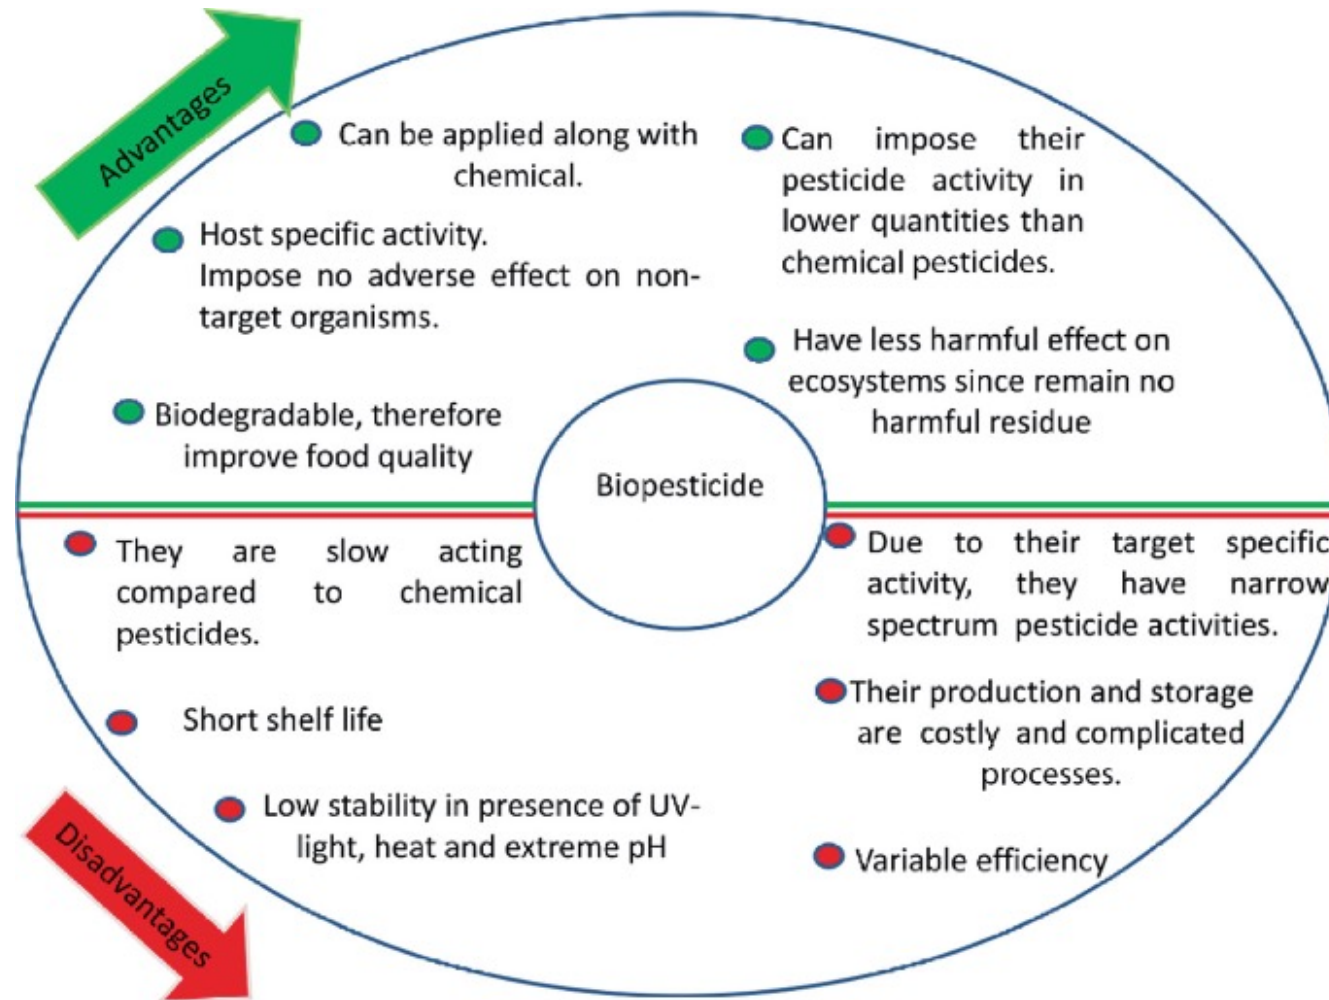 Advantages
Can be applied along with
chemical.
Host specific activity.
Impose no adverse effect on non-
target organisms.
Biodegradable, therefore
improve food quality
Can impose their
pesticide activity in
lower quantities than
chemical pesticides.
Have less harmful effect on
ecosystems since remain no
harmful residue
Biopesticide
They are slow acting
compared to chemical
pesticides.
Short shelf life
Low stability in presence of UV-
light, heat and extreme pH
Due to their target specific
activity, they have narrow
spectrum pesticide activities.
Their production and storage
are costly and complicated
processes.
Variable efficiency
Disadvantages